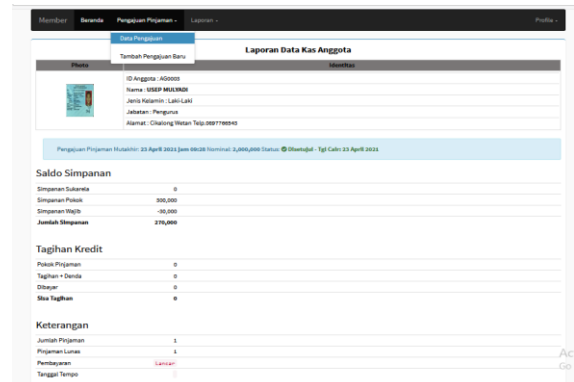 Member Beranda Pengajuan Pinjaman - Laporan - Profile -
Data Pengajuan
Tambah Pengajuan Baru
Laporan Data Kas Anggota
Photo Identitas
ID Anggota : AG0003
Nama : USEP MULYADI
Jenis Kelamin : Laki-Laki
Jabatan : Pengurus
Alamat : Cikalong Wetan Telp.0897766545
Pengajuan Pinjaman Mutakhir: 23 April 2021 Jam 09:28 Nominal: 2,000,000 Status: Disetujui - Tgl Cair: 23 April 2021
Saldo Simpanan
Simpanan Sukarela 0
Simpanan Pokok 300,000
Simpanan Wajib -30,000
Jumlah Simpanan 270,000
Tagihan Kredit
Pokok Pinjaman 0
Tagihan + Denda 0
Dibayar 0
Sisa Tagihan 0
Keterangan
Jumlah Pinjaman 1
Pinjaman Lunas 1
Pembayaran Lancar
Tanggal Tempo
Ac
Go